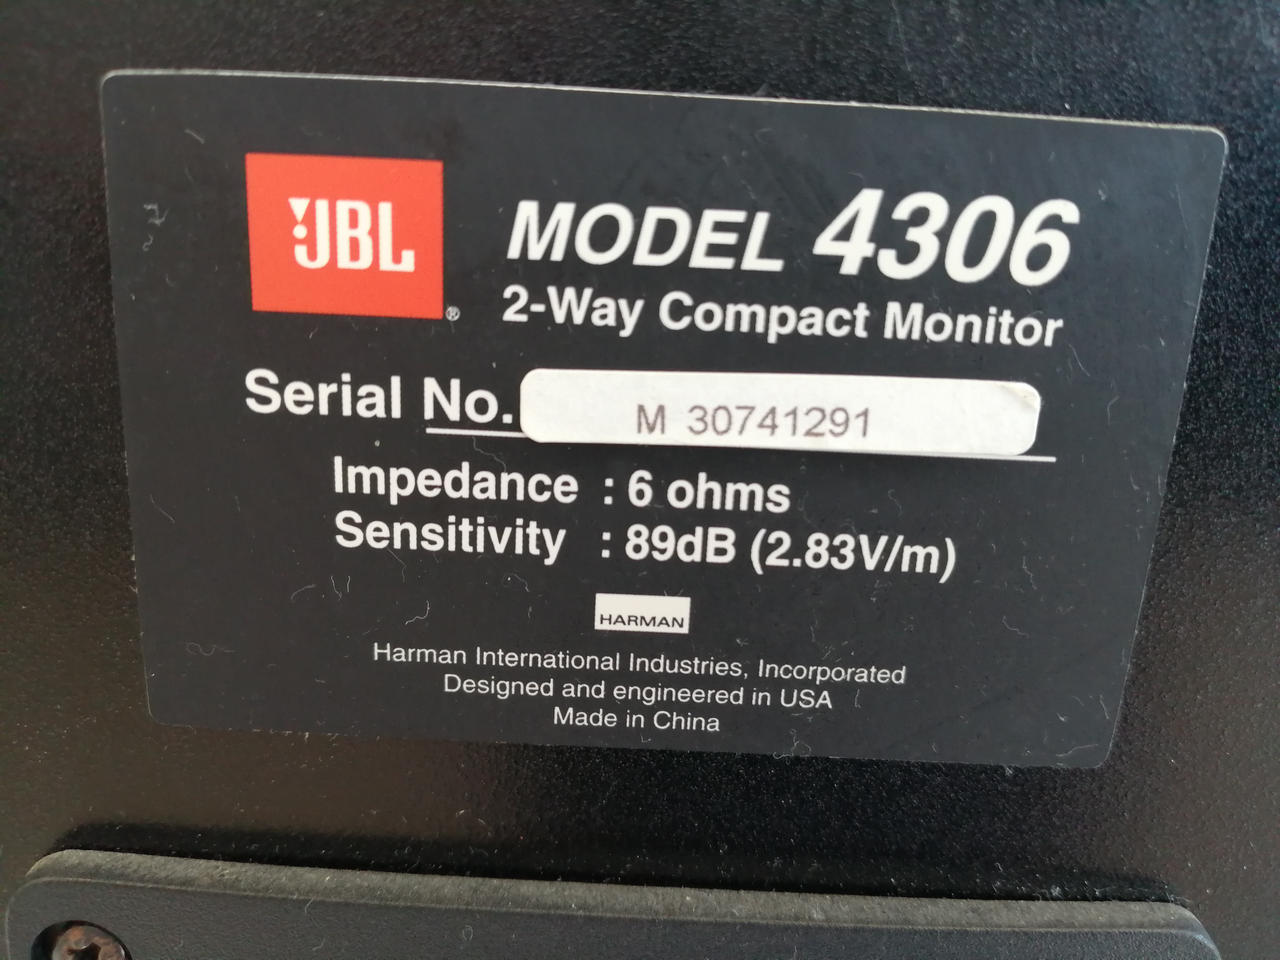 JBL
®
MODEL 4306
2-Way Compact Monitor
Serial No. M 30741291
Impedance : 6 ohms
Sensitivity : 89dB (2.83V/m)
HARMAN
Harman International Industries, Incorporated
Designed and engineered in USA
Made in China